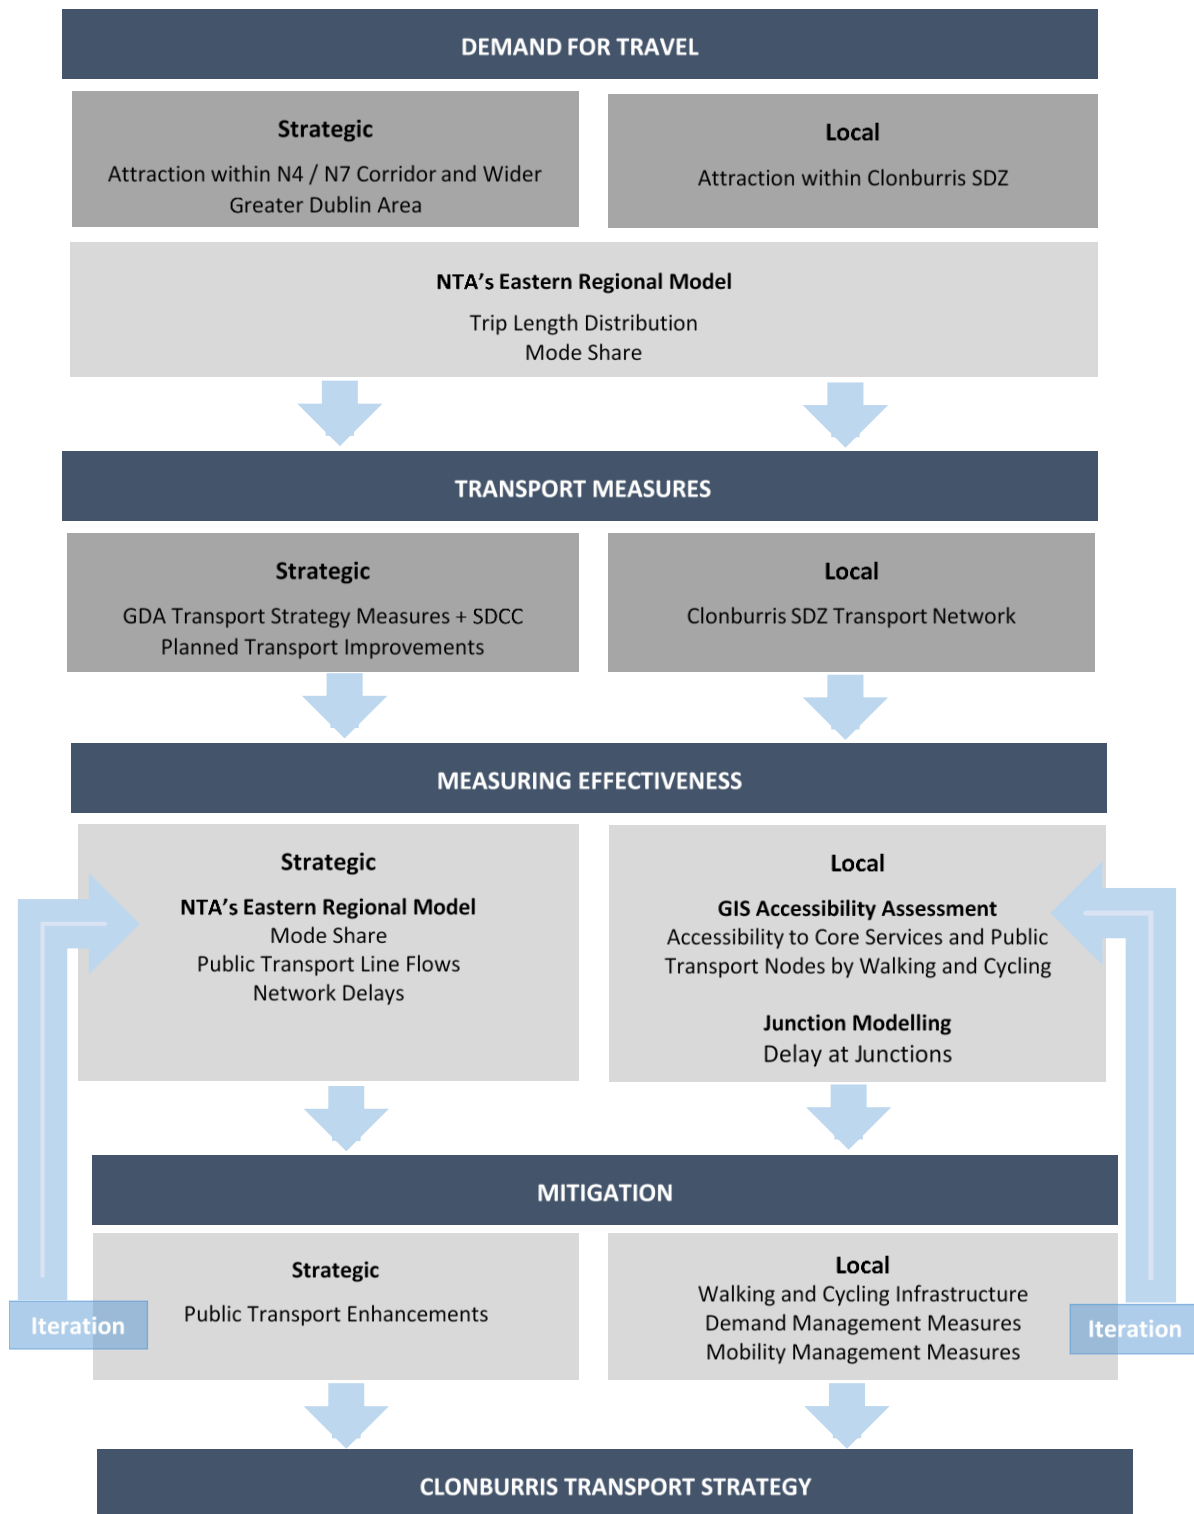 DEMAND FOR TRAVEL
Strategic
Attraction within N4 / N7 Corridor and Wider
Greater Dublin Area
Local
Attraction within Clonburris SDZ
NTA's Eastern Regional Model
Trip Length Distribution
Mode Share
TRANSPORT MEASURES
Strategic
GDA Transport Strategy Measures + SDCC
Planned Transport Improvements
Local
Clonburris SDZ Transport Network
MEASURING EFFECTIVENESS
Strategic
NTA's Eastern Regional Model
Mode Share
Public Transport Line Flows
Network Delays
Local
GIS Accessibility Assessment
Accessibility to Core Services and Public
Transport Nodes by Walking and Cycling
Junction Modelling
Delay at Junctions
MITIGATION
Strategic
Public Transport Enhancements
Local
Walking and Cycling Infrastructure
Demand Management Measures
Mobility Management Measures
Iteration
Iteration
CLONBURRIS TRANSPORT STRATEGY